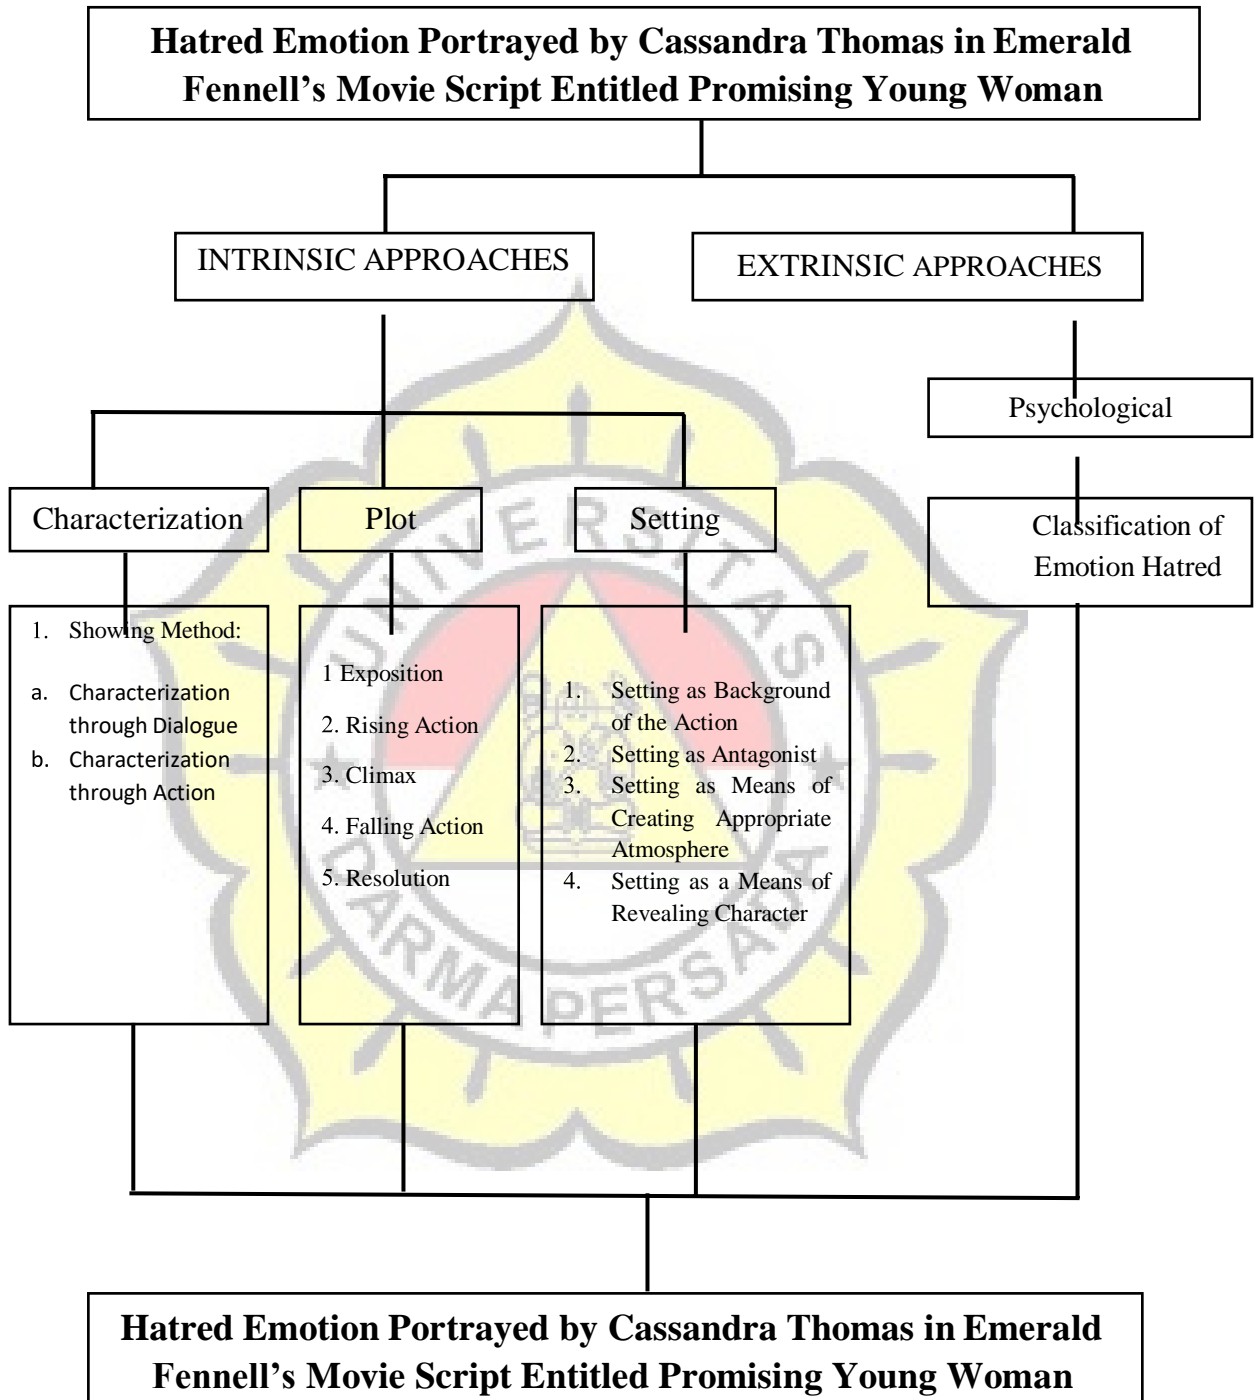 Hatred Emotion Portrayed by Cassandra Thomas in Emerald
Fennell’s Movie Script Entitled Promising Young Woman
INTRINSIC APPROACHES
EXTRINSIC APPROACHES
Psychological
Characterization
Plot
Setting
Classification of
Emotion Hatred
1. Showing Method:
a. Characterization
through Dialogue
b. Characterization
through Action
1 Exposition
2. Rising Action
3. Climax
4. Falling Action
5. Resolution
1. Setting as Background
of the Action
2. Setting as Antagonist
3. Setting as Means of
Creating Appropriate
Atmosphere
4. Setting as a Means of
Revealing Character
UNIVERSITAS
DARMA PERSADA
Hatred Emotion Portrayed by Cassandra Thomas in Emerald
Fennell’s Movie Script Entitled Promising Young Woman